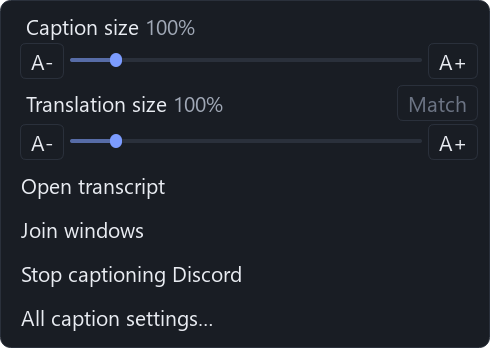 Caption size 100%
A- A+
Translation size 100% Match
A- A+
Open transcript
Join windows
Stop captioning Discord
All caption settings...